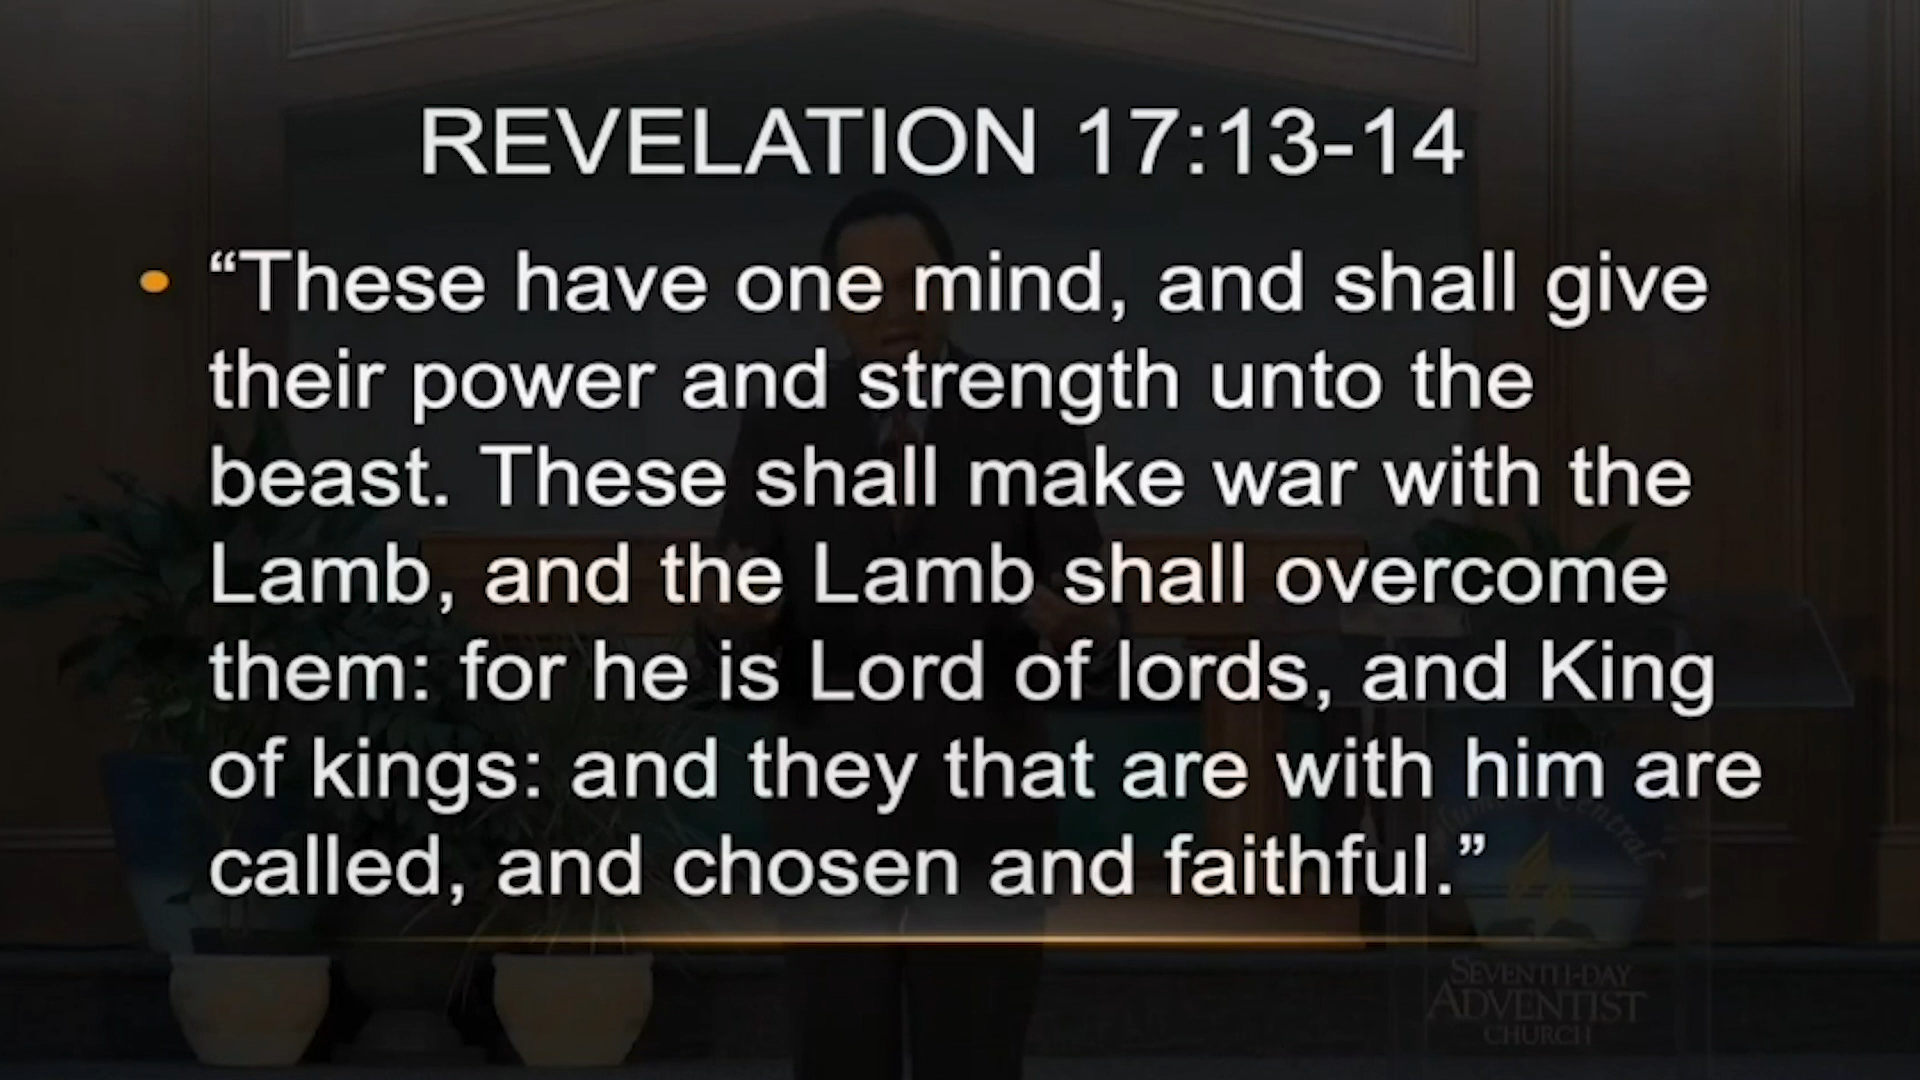 REVELATION 17:13-14
• “These have one mind, and shall give
their power and strength unto the
beast. These shall make war with the
Lamb, and the Lamb shall overcome
them: for he is Lord of lords, and King
of kings: and they that are with him are
called, and chosen and faithful.”
Central
SEVENTH-DAY
ADVENTIST
CHURCH